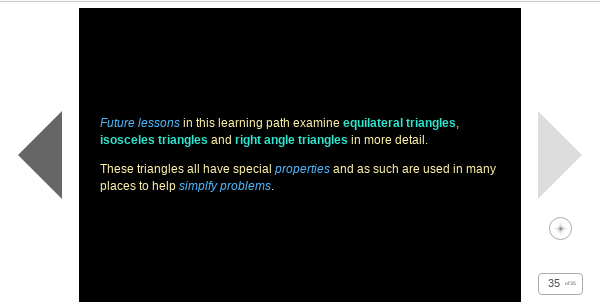 Future lessons in this learning path examine equilateral triangles,
isosceles triangles and right angle triangles in more detail.
These triangles all have special properties and as such are used in many
places to help simplify problems.
35 of 35